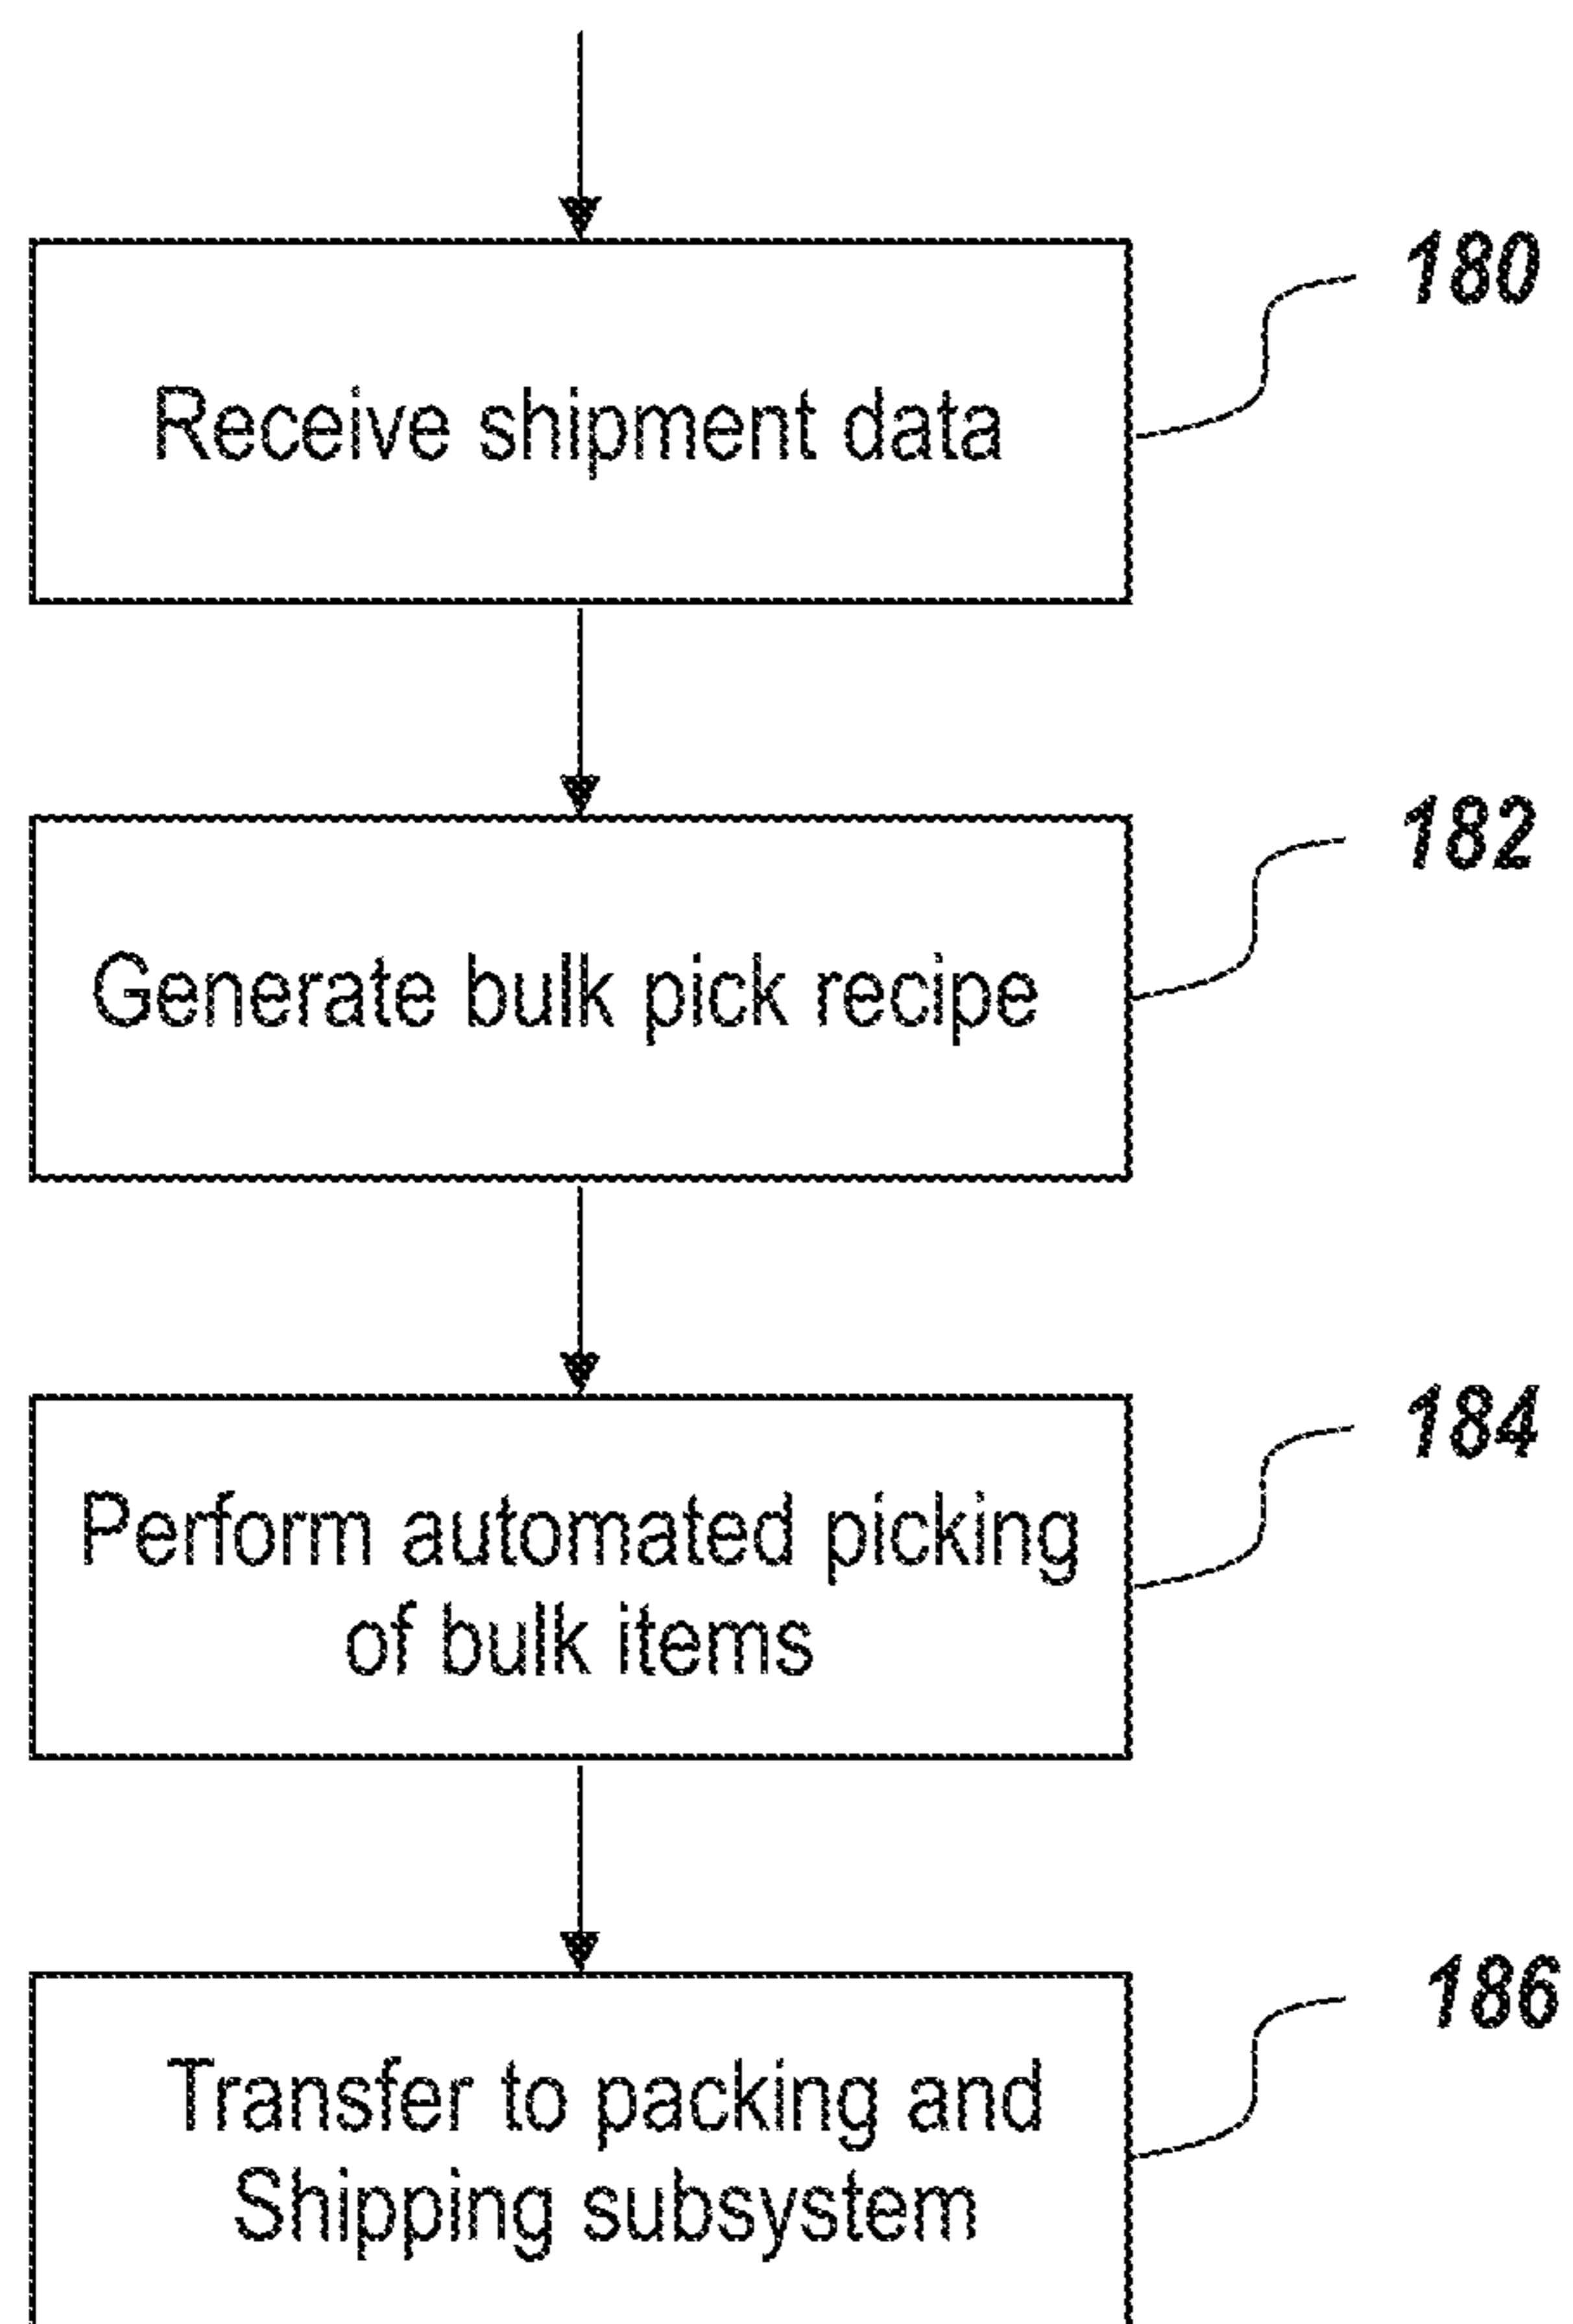 180
Receive shipment data
182
Generate bulk pick recipe
184
Perform automated picking
of bulk items
186
Transfer to packing and
Shipping subsystem